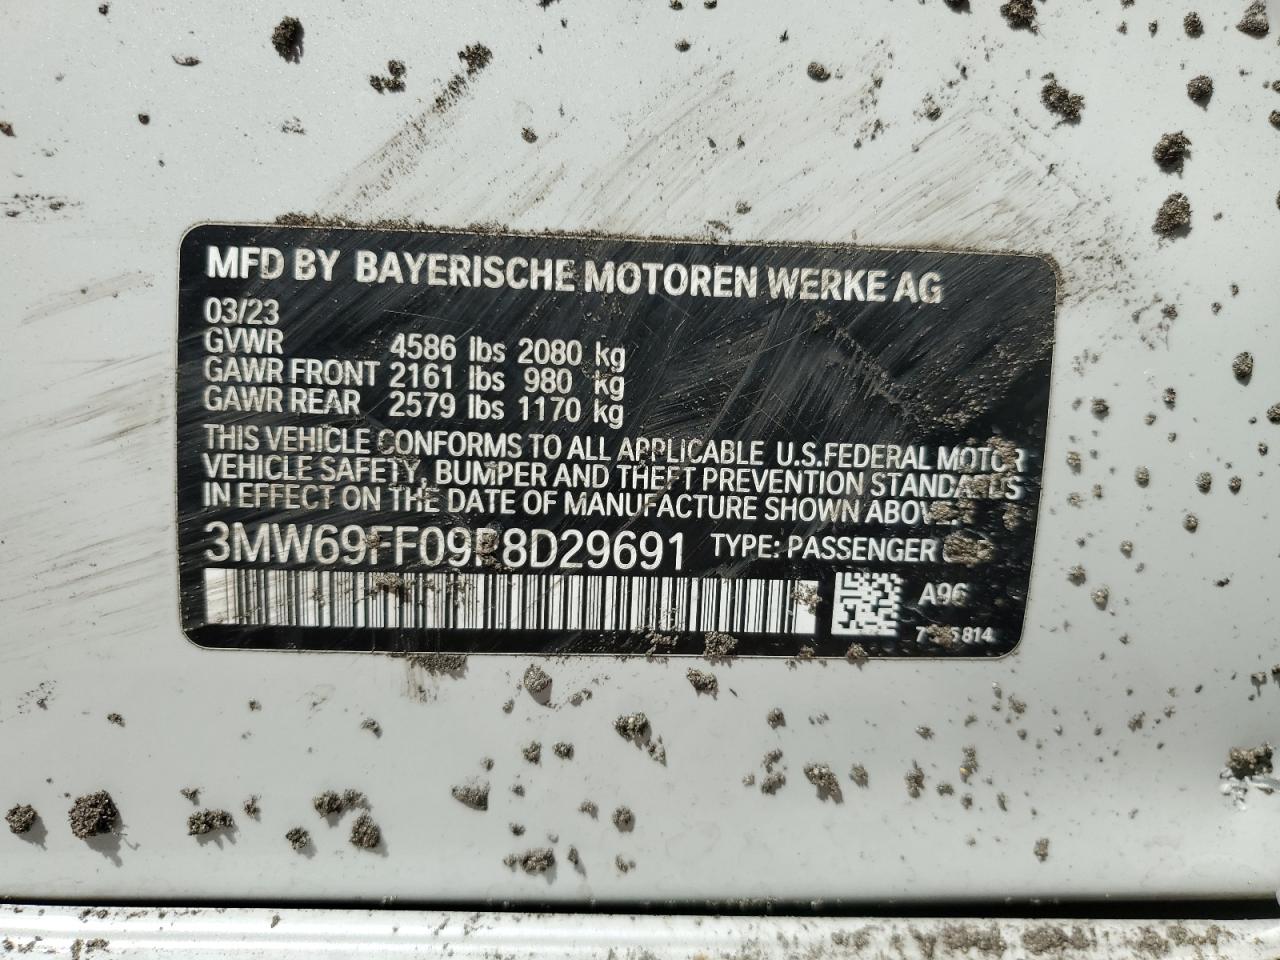 MFD BY BAYERISCHE MOTOREN WERKE AG
03/23
GVWR 4586 lbs 2080 kg
GAWR FRONT 2161 lbs 980 kg
GAWR REAR 2579 lbs 1170 kg
THIS VEHICLE CONFORMS TO ALL APPLICABLE U.S.FEDERAL MOTOR
VEHICLE SAFETY, BUMPER AND THEFT PREVENTION STANDARDS
IN EFFECT ON THE DATE OF MANUFACTURE SHOWN ABOVE.
TYPE: PASSENGER
A96